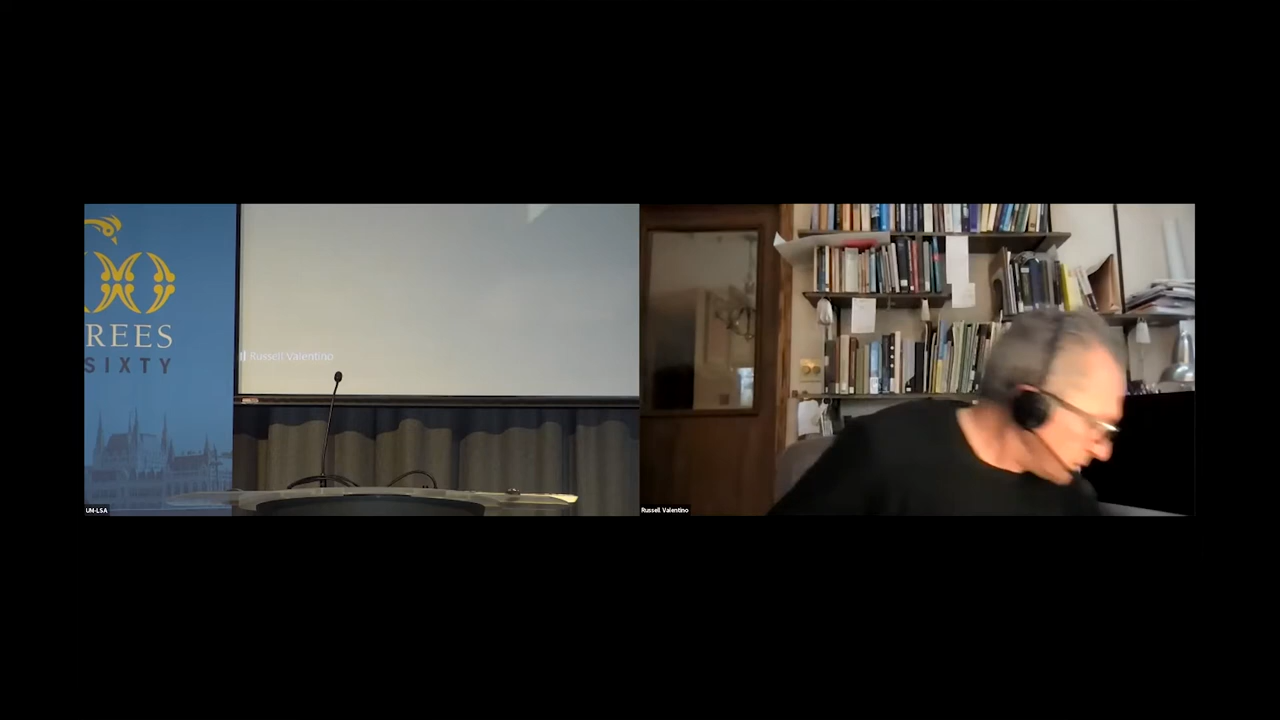 REES
SIXTY
Russell Valentino
UM-LSA
Russell Valentino